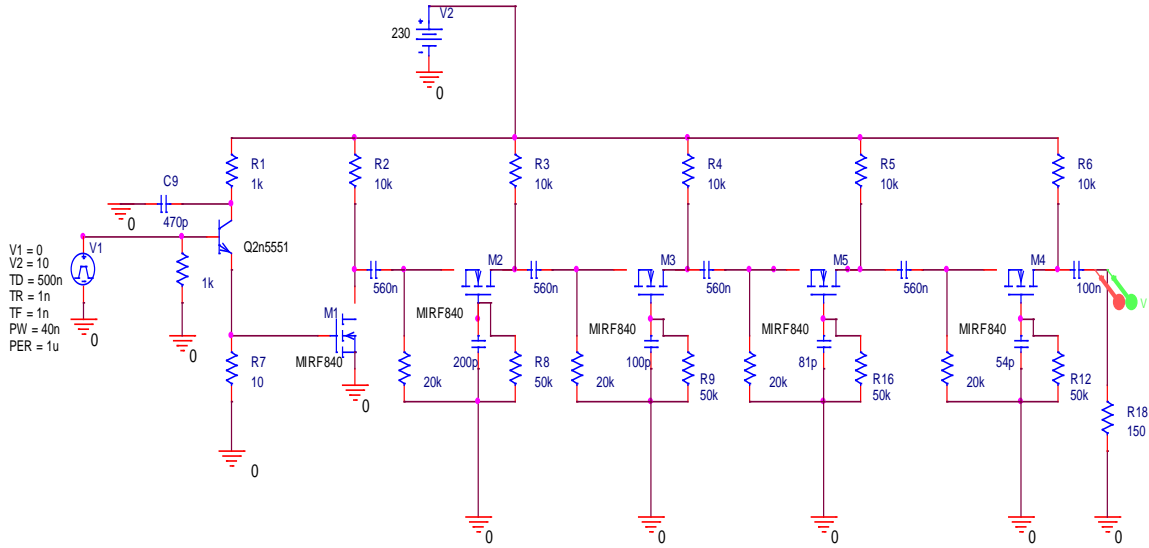 V2
230
0
R1
1k
R2
10k
R3
10k
R4
10k
R5
10k
R6
10k
C9
0
470p
Q2n5551
V1
V1 = 0
V2 = 10
TD = 500n
TR = 1n
TF = 1n
PW = 40n
PER = 1u
0
1k
0
R7
10
0
M1
MIRF840
0
560n
M2
MIRF840
200p
20k
R8
50k
0
560n
M3
MIRF840
100p
20k
R9
50k
0
560n
M5
MIRF840
81p
20k
R16
50k
0
560n
M4
MIRF840
54p
20k
R12
50k
0
100n
V
R18
150
0